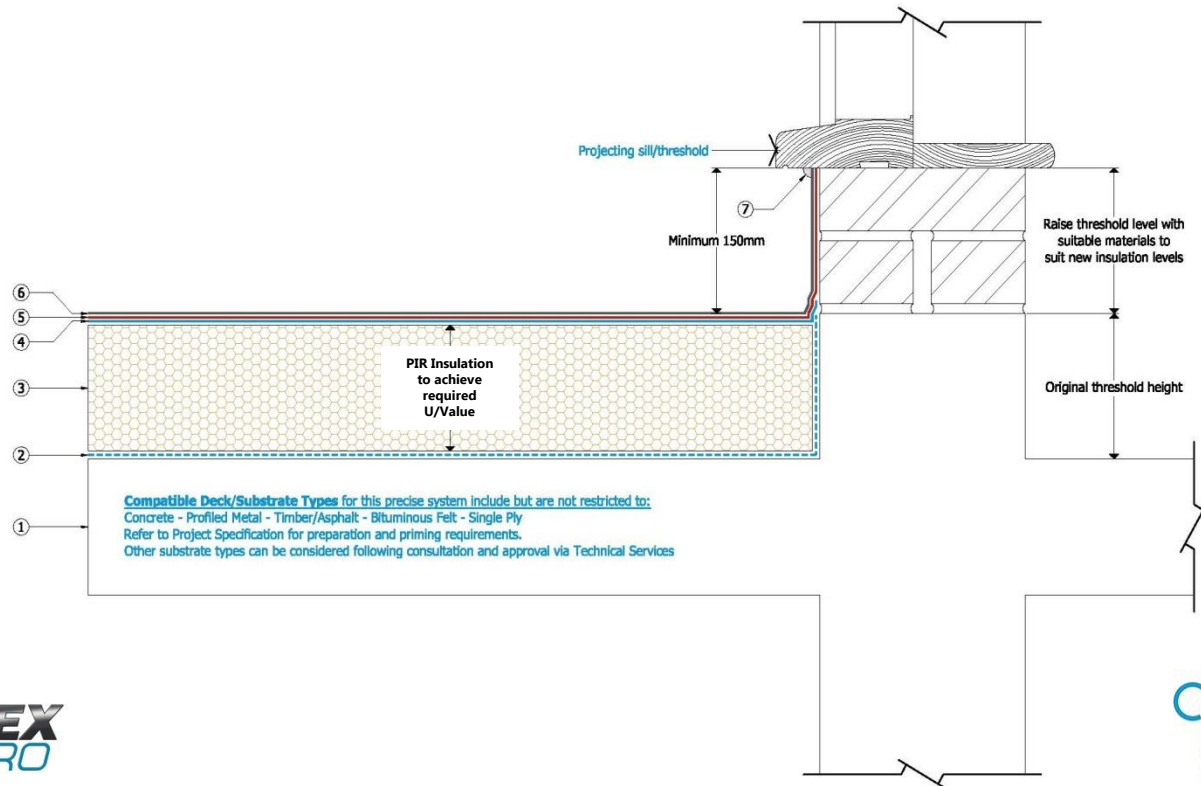 Projecting sill/threshold
7
Minimum 150mm
Raise threshold level with
suitable materials to
suit new insulation levels
6
5
4
PIR Insulation
to achieve
required
U/Value
3
Original threshold height
2
Compatible Deck/Substrate Types for this precise system include but are not restricted to:
Concrete - Profiled Metal - Timber/Asphalt - Bituminous Felt - Single Ply
Refer to Project Specification for preparation and priming requirements.
Other substrate types can be considered following consultation and approval via Technical Services
1
EX
RO